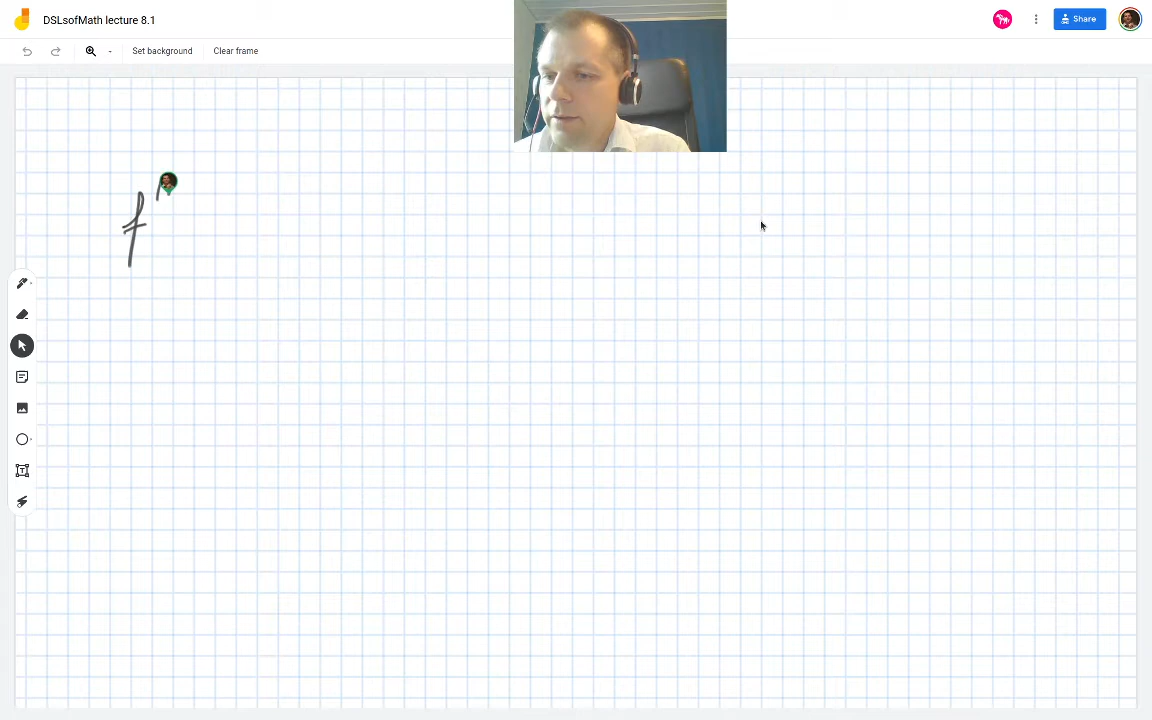 DSLsofMath lecture 8.1
Share
Set background
Clear frame
f'